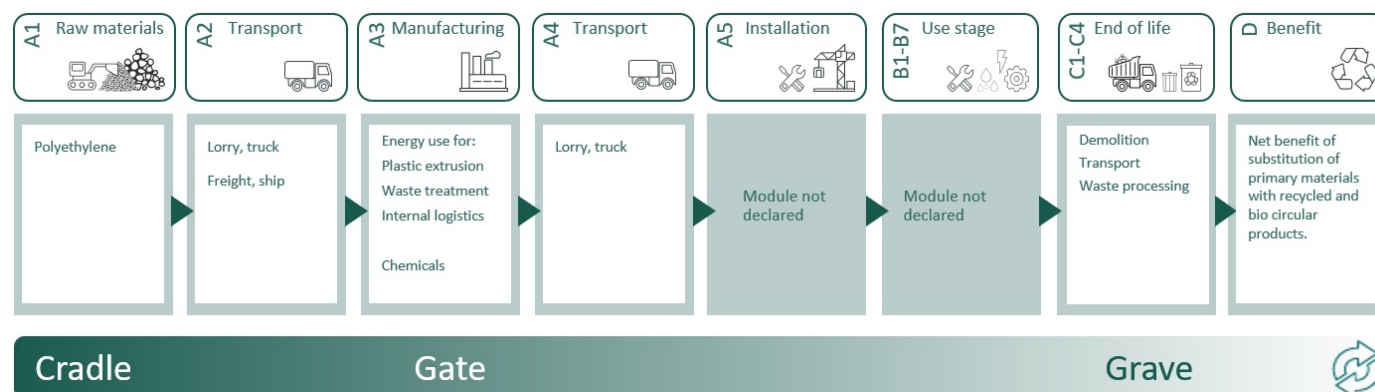 A1 Raw materials
A2 Transport
A3 Manufacturing
A4 Transport
A5 Installation
B1-B7 Use stage
C1-C4 End of life
D Benefit
Polyethylene
Lorry, truck
Freight, ship
Energy use for:
Plastic extrusion
Waste treatment
Internal logistics
Chemicals
Lorry, truck
Module not
declared
Module not
declared
Demolition
Transport
Waste processing
Net benefit of
substitution of
primary materials
with recycled and
bio circular
products.
Cradle
Gate
Grave